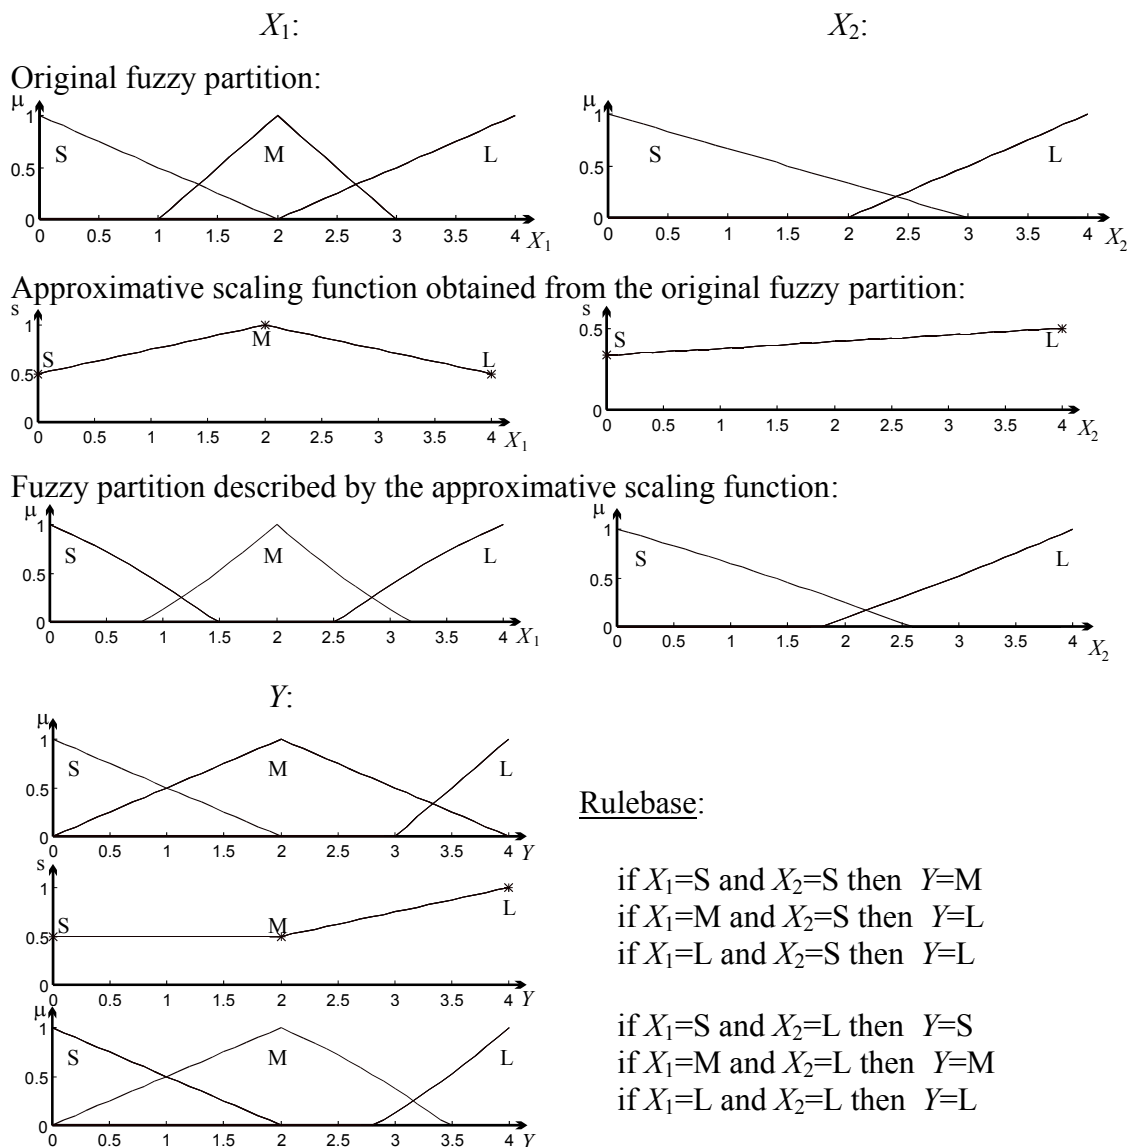 X1: X2:
Original fuzzy partition:
μ μ
1 1
S M L S L
0.5 0.5
0 0
0 0.5 1 1.5 2 2.5 3 3.5 4 X1 0 0.5 1 1.5 2 2.5 3 3.5 4 X2
Approximative scaling function obtained from the original fuzzy partition:
s s
1 0.5
S M L S L
0.5
0 0
0 0.5 1 1.5 2 2.5 3 3.5 4 X1 0 0.5 1 1.5 2 2.5 3 3.5 4 X2
Fuzzy partition described by the approximative scaling function:
μ μ
1 1
S M L S L
0.5 0.5
0 0
0 0.5 1 1.5 2 2.5 3 3.5 4 X1 0 0.5 1 1.5 2 2.5 3 3.5 4 X2
Y:
μ
1
S M L
0.5
0
0 0.5 1 1.5 2 2.5 3 3.5 4 Y
s
1
S M L
0.5
0
0 0.5 1 1.5 2 2.5 3 3.5 4 Y
μ
1
S M L
0.5
0
0 0.5 1 1.5 2 2.5 3 3.5 4 Y
Rulebase:
if X1=S and X2=S then Y=M
if X1=M and X2=S then Y=L
if X1=L and X2=S then Y=L
if X1=S and X2=L then Y=S
if X1=M and X2=L then Y=M
if X1=L and X2=L then Y=L